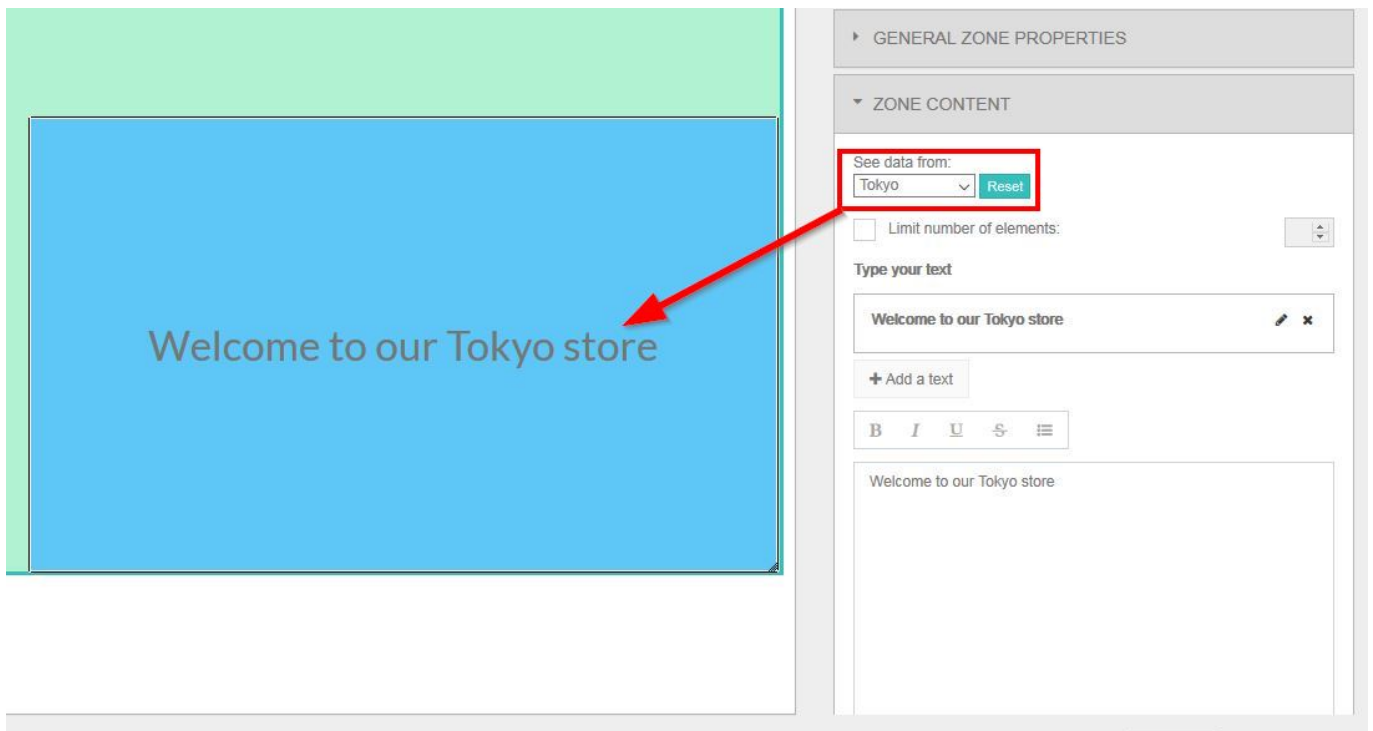 GENERAL ZONE PROPERTIES
ZONE CONTENT
See data from:
Tokyo Reset
Limit number of elements:
Type your text
Welcome to our Tokyo store
Welcome to our Tokyo store
+ Add a text
B I U S
Welcome to our Tokyo store